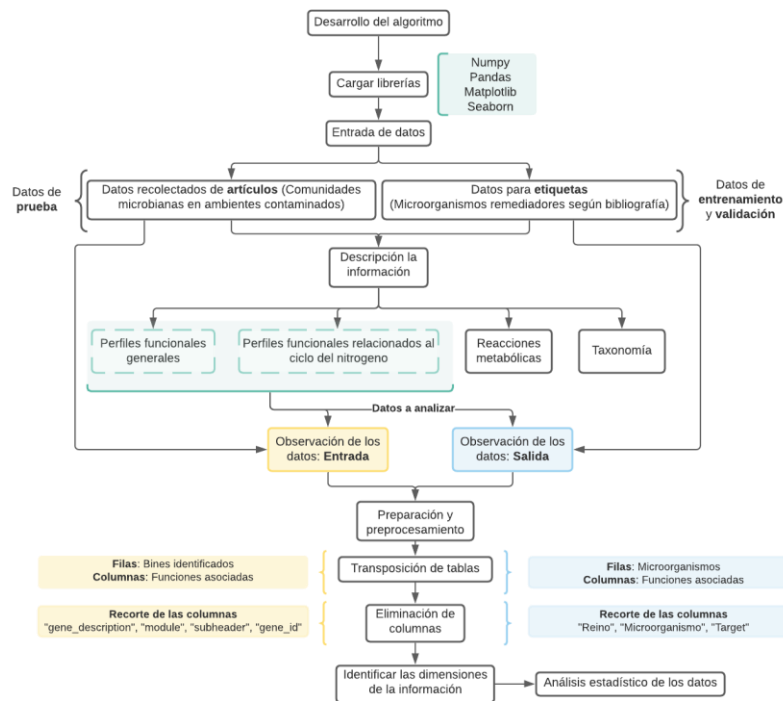 Desarrollo del algoritmo
Cargar librerías
Numpy
Pandas
Matplotlib
Seaborn
Entrada de datos
Datos de
prueba
Datos recolectados de artículos (Comunidades
microbianas en ambientes contaminados)
Datos para etiquetas
(Microorganismos remediadores según bibliografía)
Datos de
entrenamiento
y validación
Descripción la
información
Perfiles funcionales
generales
Perfiles funcionales relacionados al
ciclo del nitrogeno
Reacciones
metabólicas
Taxonomía
Datos a analizar
Observación de los
datos: Entrada
Observación de los
datos: Salida
Preparación y
preprocesamiento
Filas: Bines identificados
Columnas: Funciones asociadas
Transposición de tablas
Filas: Microorganismos
Columnas: Funciones asociadas
Recorte de las columnas
"gene_description", "module", "subheader", "gene_id"
Eliminación de
columnas
Recorte de las columnas
"Reino", "Microorganismo", "Target"
Identificar las dimensiones
de la información
Análisis estadístico de los datos